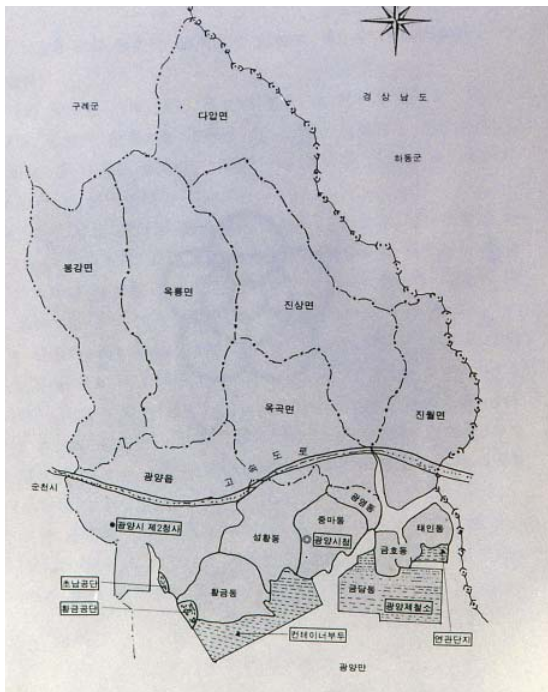 구례군
다압면
경상남도
하동군
봉강면
옥룡면
진상면
옥곡면
진월면
고속도로
광양읍
순천시
광양시 제2청사
섬황동
중마동
광양시청
광영동
태인동
금호동
초남공단
황금동
황금공단
금당동
광양제철소
컨테이너부두
연관단지
광양만